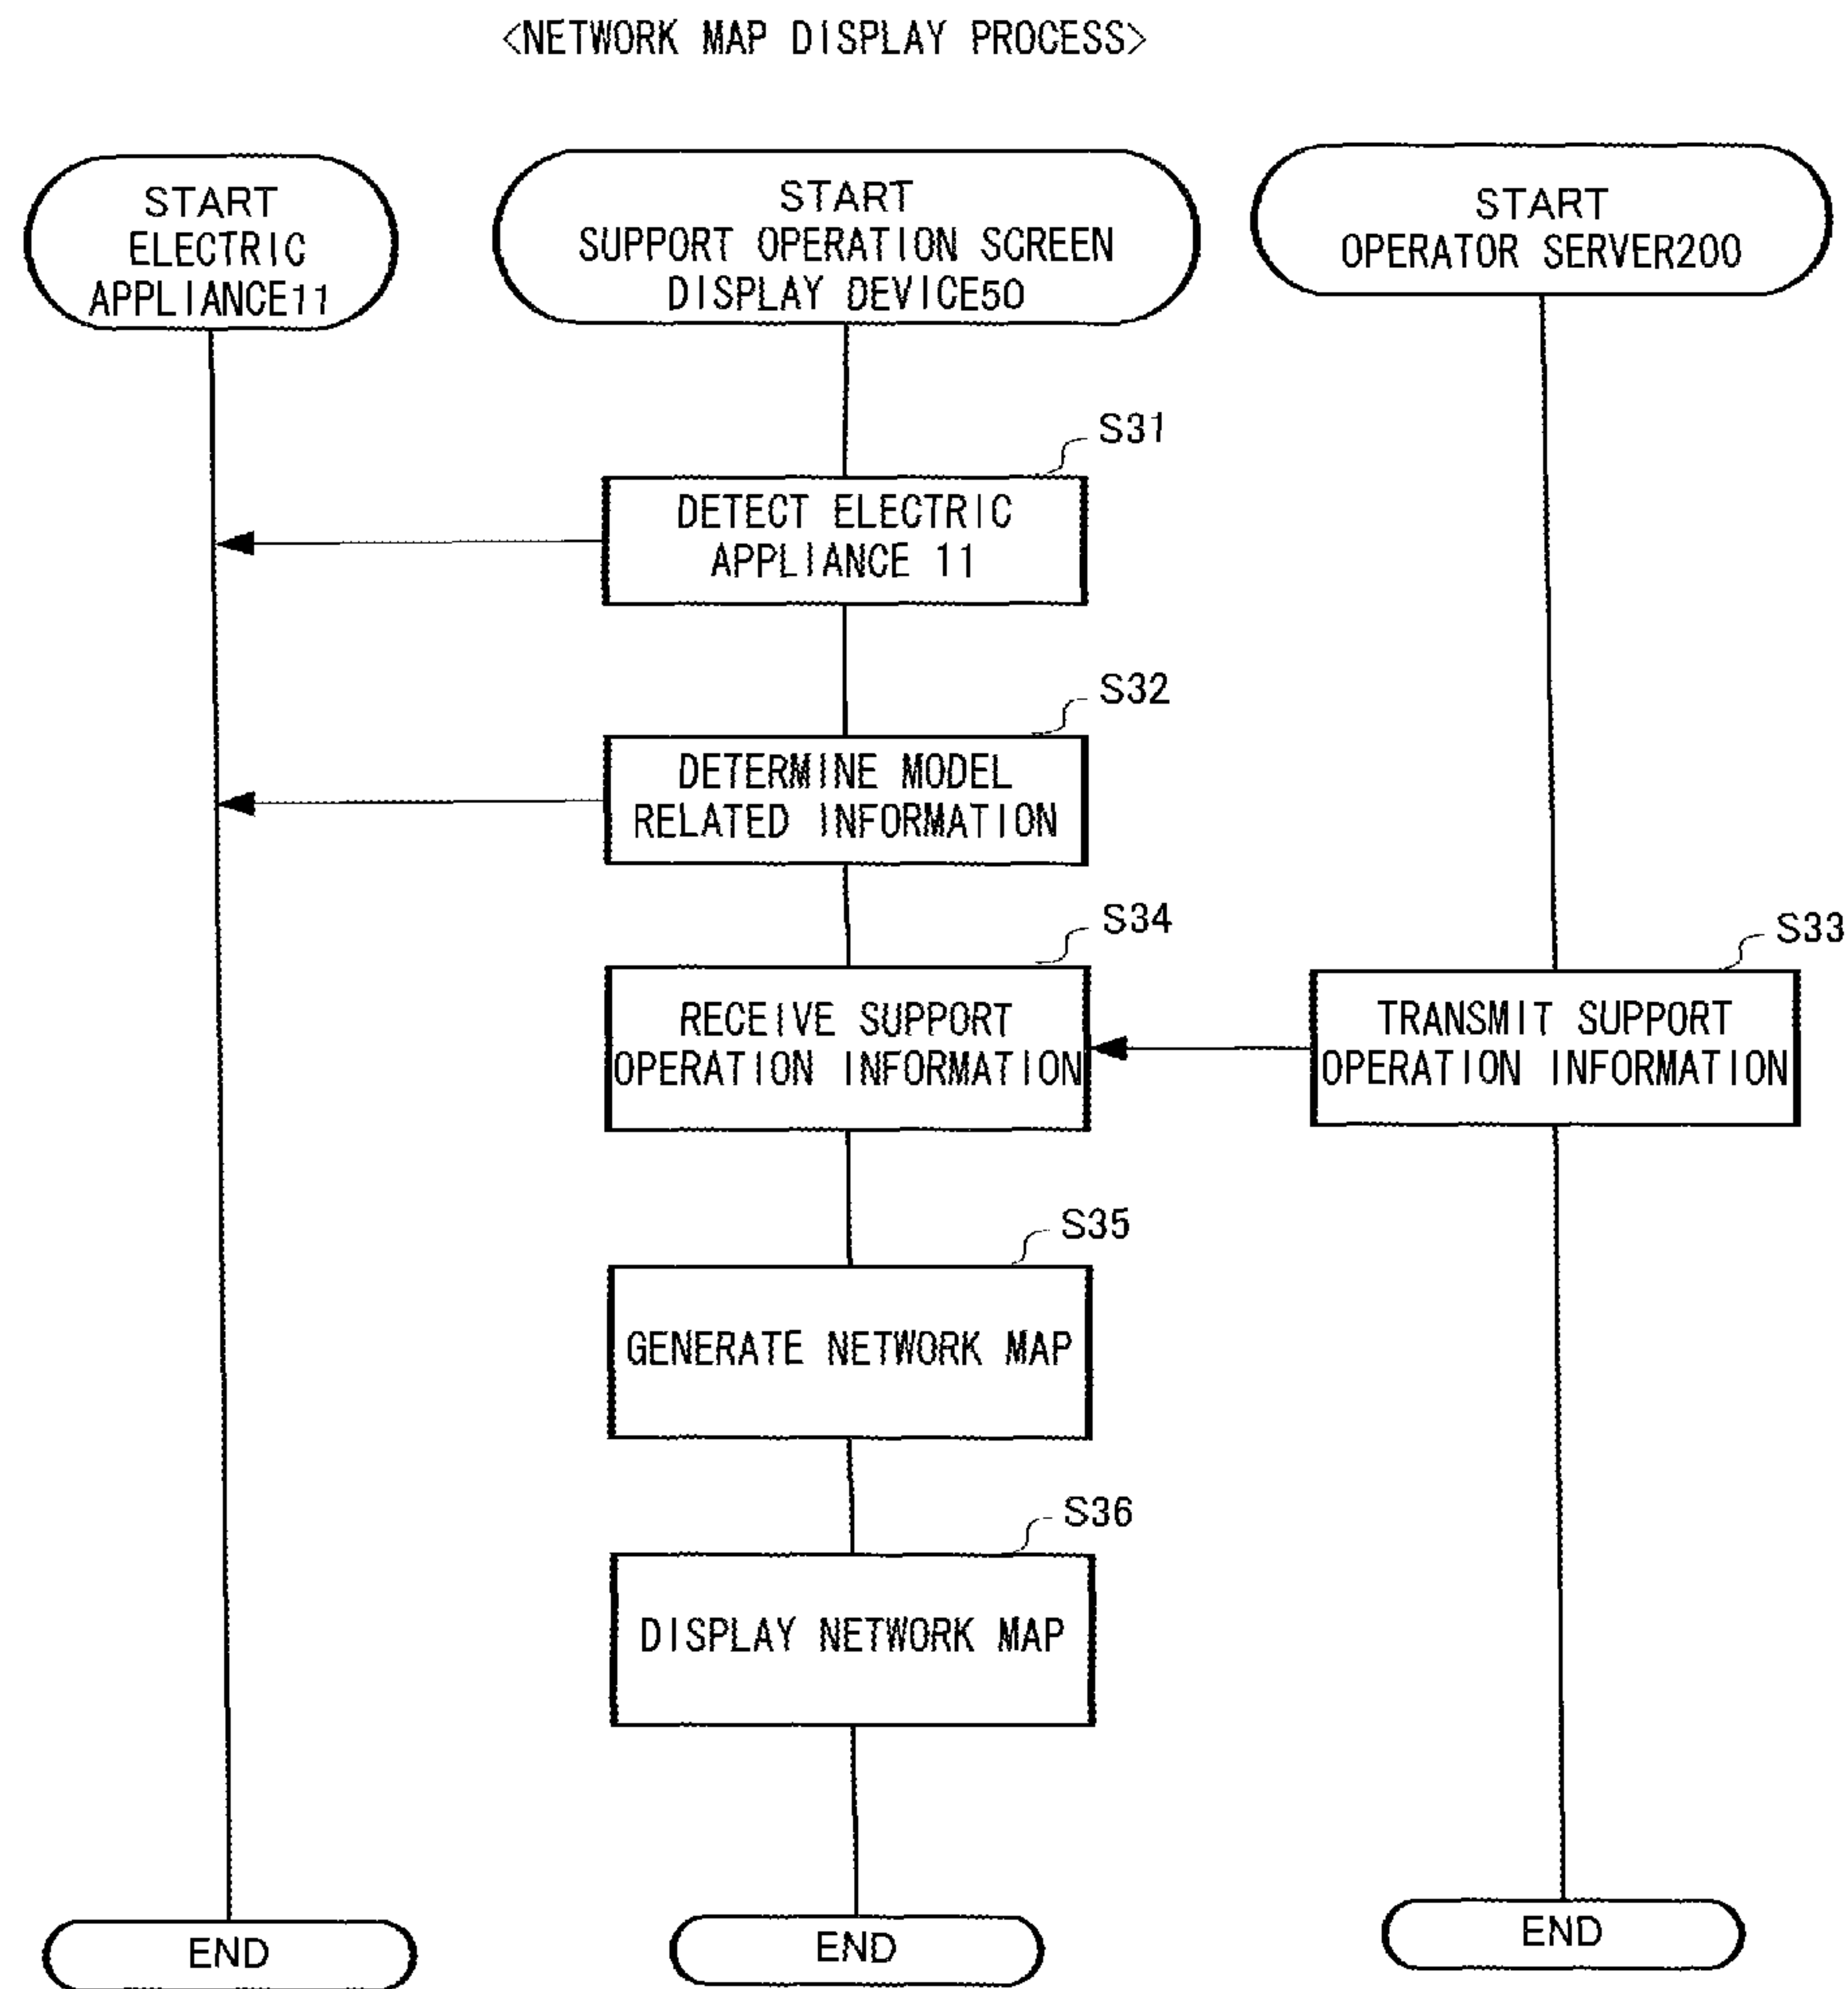 <NETWORK MAP DISPLAY PROCESS>
START
ELECTRIC
APPLIANCE11
START
SUPPORT OPERATION SCREEN
DISPLAY DEVICE50
START
OPERATOR SERVER200
S31
DETECT ELECTRIC
APPLIANCE 11
S32
DETERMINE MODEL
RELATED INFORMATION
S34
RECEIVE SUPPORT
OPERATION INFORMATION
S33
TRANSMIT SUPPORT
OPERATION INFORMATION
S35
GENERATE NETWORK MAP
S36
DISPLAY NETWORK MAP
END
END
END